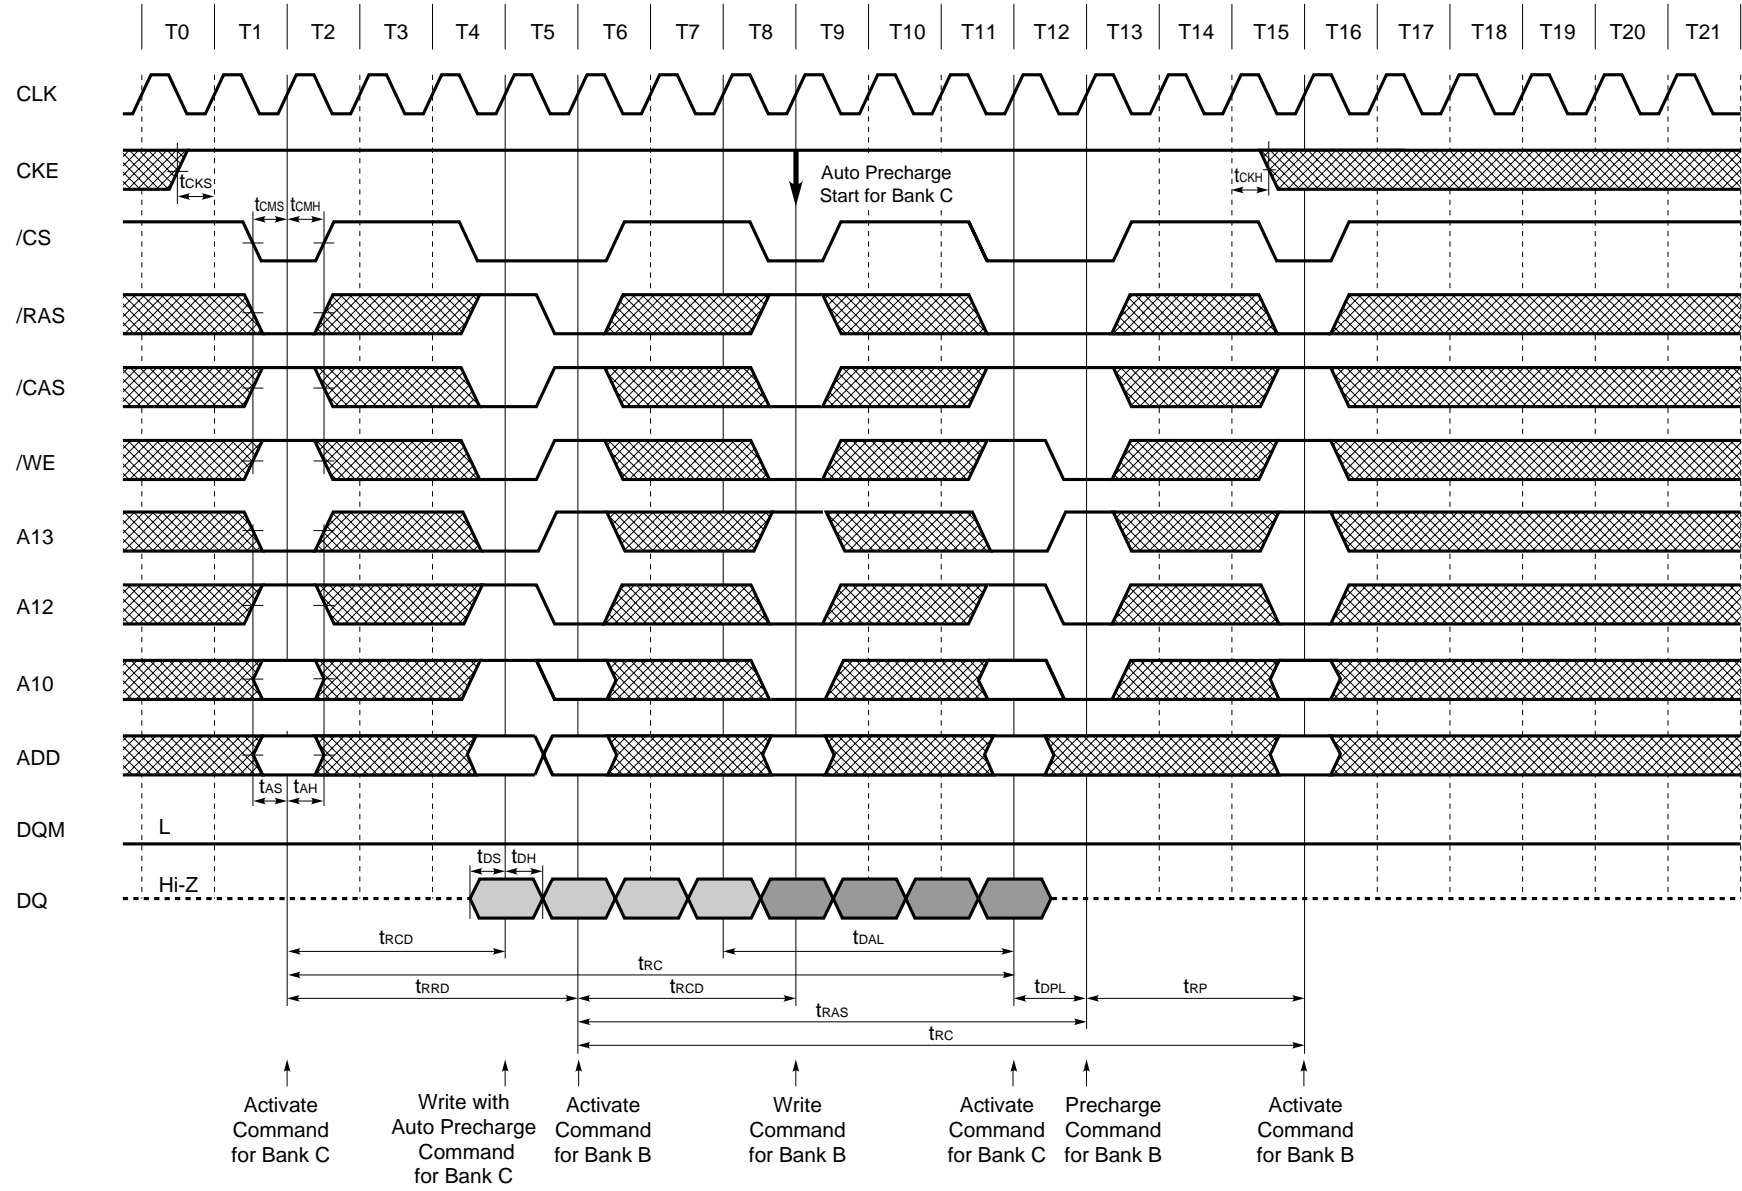 T0 T1 T2 T3 T4 T5 T6 T7 T8 T9 T10 T11 T12 T13 T14 T15 T16 T17 T18 T19 T20 T21
CLK
CKE
tCKS
Auto Precharge
Start for Bank C
tCKH
tCMS tCMH
/CS
/RAS
/CAS
/WE
A13
A12
A10
ADD
tAS tAH
DQM
L
tDS tDH
Hi-Z
DQ
tRCD
tDAL
tRC
tRRD tRCD tDPL tRP
tRAS
tRC
Activate
Command
for Bank C
Write with
Auto Precharge
Command
for Bank C
Activate
Command
for Bank B
Write
Command
for Bank B
Activate
Command
for Bank C
Precharge
Command
for Bank B
Activate
Command
for Bank B